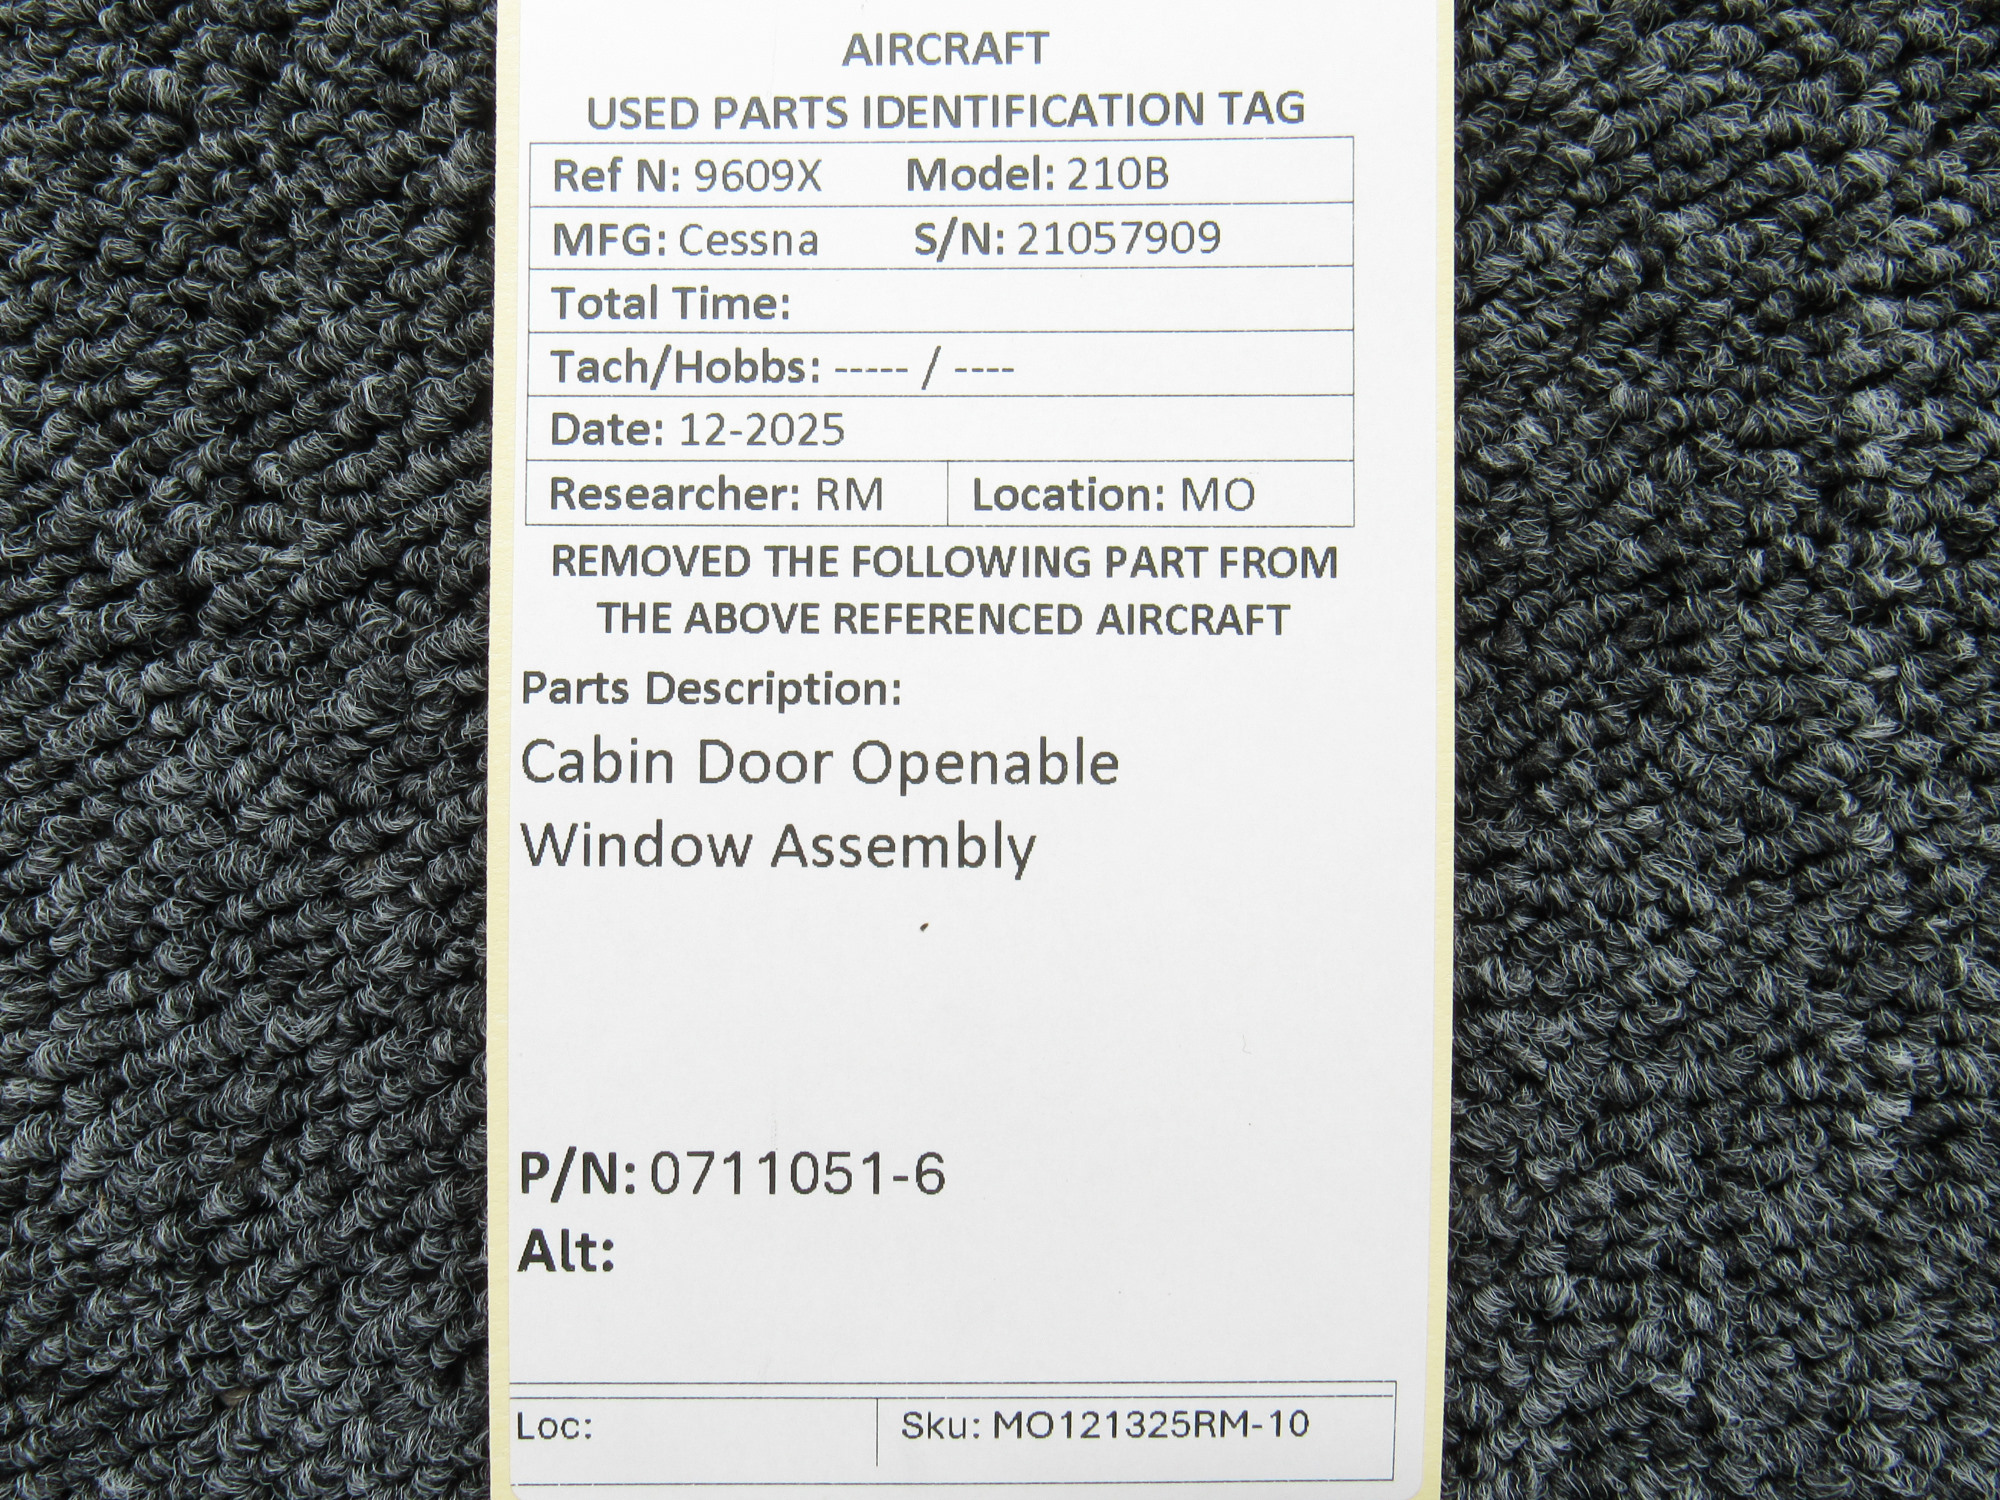 AIRCRAFT
USED PARTS IDENTIFICATION TAG
Ref N: 9609X Model: 210B
MFG: Cessna S/N: 21057909
Total Time:
Tach/Hobbs: ----- / ----
Date: 12-2025
Researcher: RM Location: MO
REMOVED THE FOLLOWING PART FROM
THE ABOVE REFERENCED AIRCRAFT
Parts Description:
Cabin Door Openable
Window Assembly
P/N: 0711051-6
Alt:
Loc: Sku: MO121325RM-10